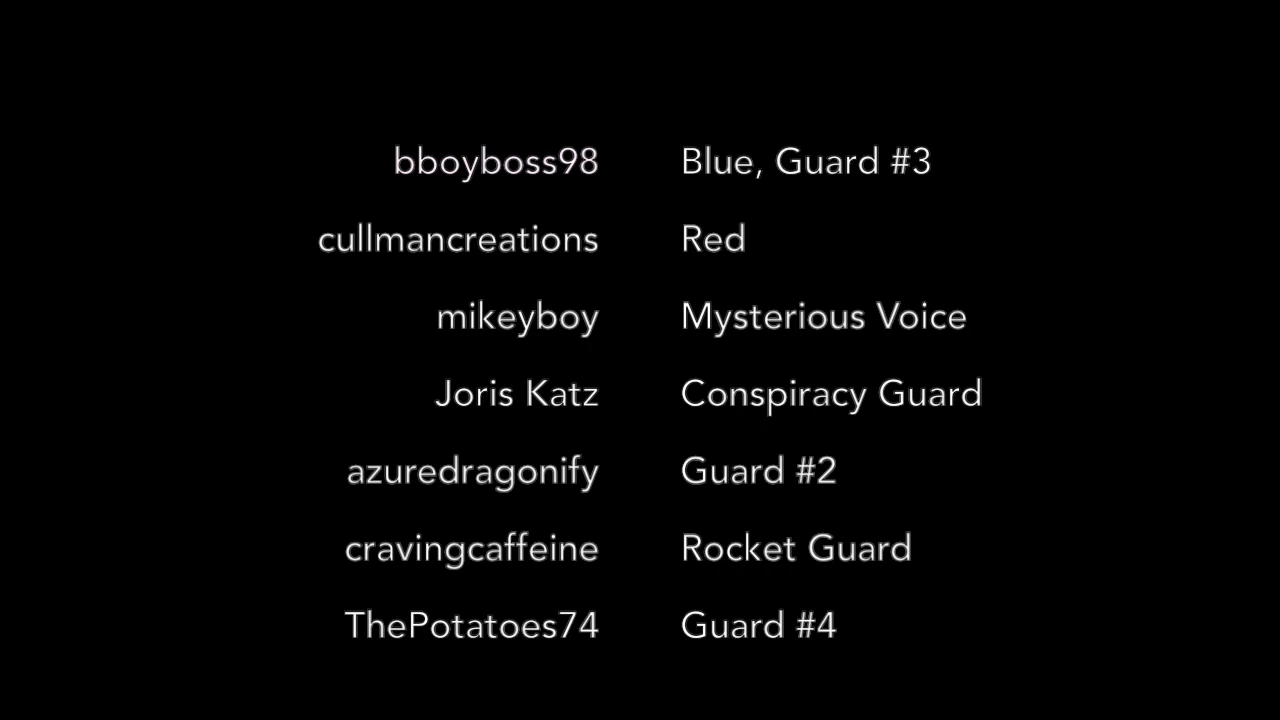 bboyboss98 Blue, Guard #3
cullmancreations Red
mikeyboy Mysterious Voice
Joris Katz Conspiracy Guard
azuredragonify Guard #2
cravingcaffeine Rocket Guard
ThePotatoes74 Guard #4